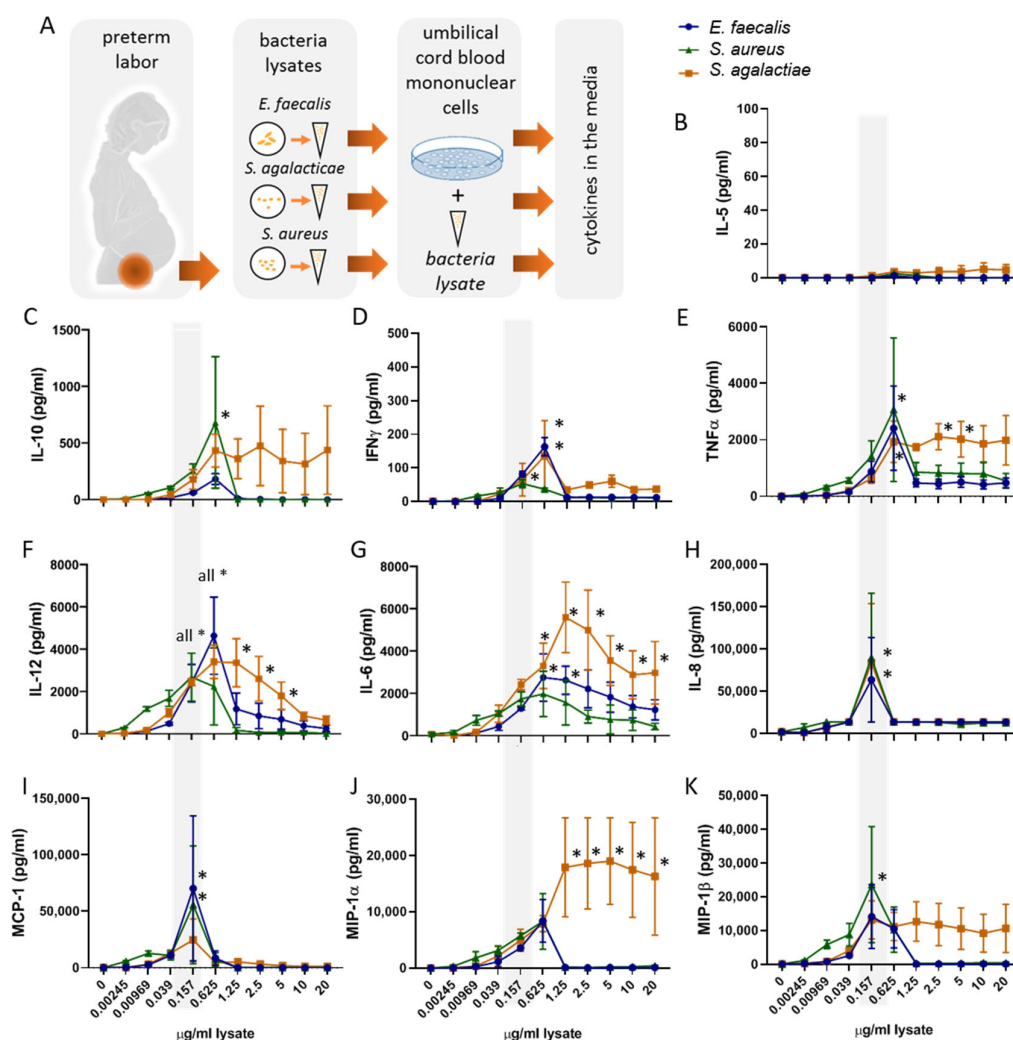 A
preterm
labor
bacteria
lysates
E. faecalis
S. agalacticae
S. aureus
umbilical
cord blood
mononuclear
cells
+
bacteria
lysate
cytokines in the media
E. faecalis
S. aureus
S. agalactiae
B
IL-5 (pg/ml)
100
80
60
40
20
0
C
IL-10 (pg/ml)
1500
1000
500
0
*
D
IFNγ (pg/ml)
500
400
300
200
100
0
*
*
*
E
TNFα (pg/ml)
6000
4000
2000
0
*
*
* *
F
IL-12 (pg/ml)
8000
6000
4000
2000
0
all *
all *
* * *
G
IL-6 (pg/ml)
8000
6000
4000
2000
0
* * * * * *
* *
H
IL-8 (pg/ml)
200,000
150,000
100,000
50,000
0
*
*
I
MCP-1 (pg/ml)
150,000
100,000
50,000
0
*
*
0 0.00245 0.00969 0.039 0.157 0.625 1.25 2.5 5 10 20
μg/ml lysate
J
MIP-1α (pg/ml)
30,000
20,000
10,000
0
* * * * *
0 0.00245 0.00969 0.039 0.157 0.625 1.25 2.5 5 10 20
μg/ml lysate
K
MIP-1β (pg/ml)
50,000
40,000
30,000
20,000
10,000
0
*
0 0.00245 0.00969 0.039 0.157 0.625 1.25 2.5 5 10 20
μg/ml lysate